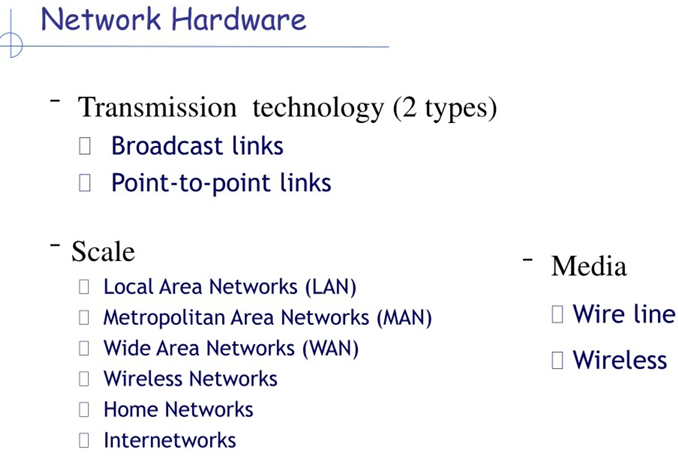 Network Hardware
- Transmission technology (2 types)
Broadcast links
Point-to-point links
- Scale
Local Area Networks (LAN)
Metropolitan Area Networks (MAN)
Wide Area Networks (WAN)
Wireless Networks
Home Networks
Internetworks
- Media
Wire line
Wireless